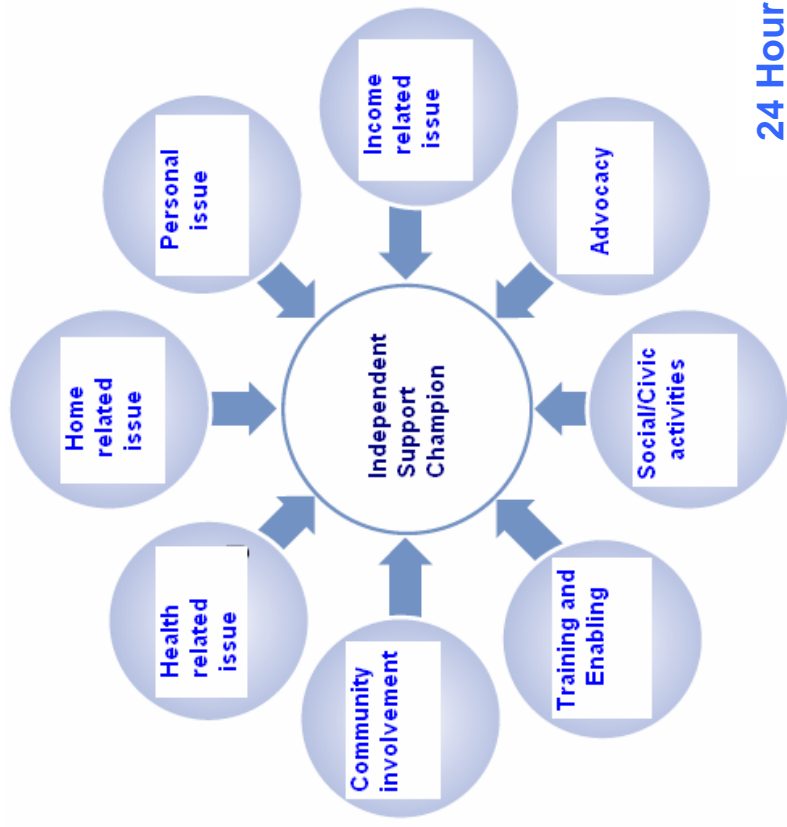 Home
related
issue
Health
related
issue
Personal
issue
Community
involvement
Independent
Support
Champion
Income
related
issue
Training and
Enabling
Advocacy
Social/Civic
activities
24 Hour